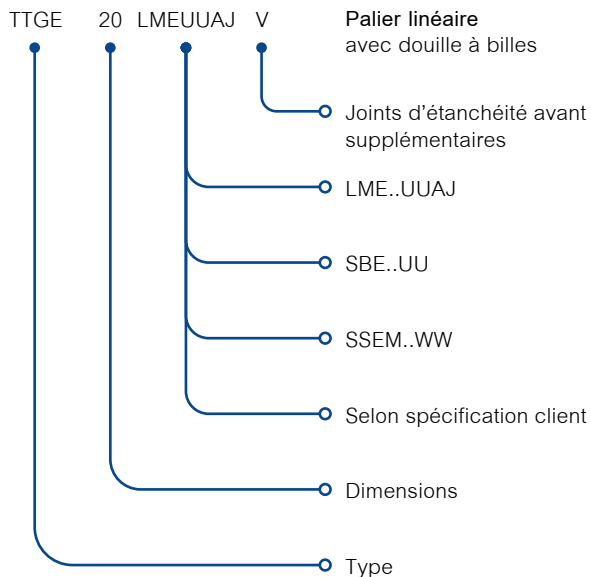 TTGE 20 LMEUUAJ V Palier linéaire
avec douille à billes
Joints d’étanchéité avant
supplémentaires
LME..UUAJ
SBE..UU
SSEM..WW
Selon spécification client
Dimensions
Type